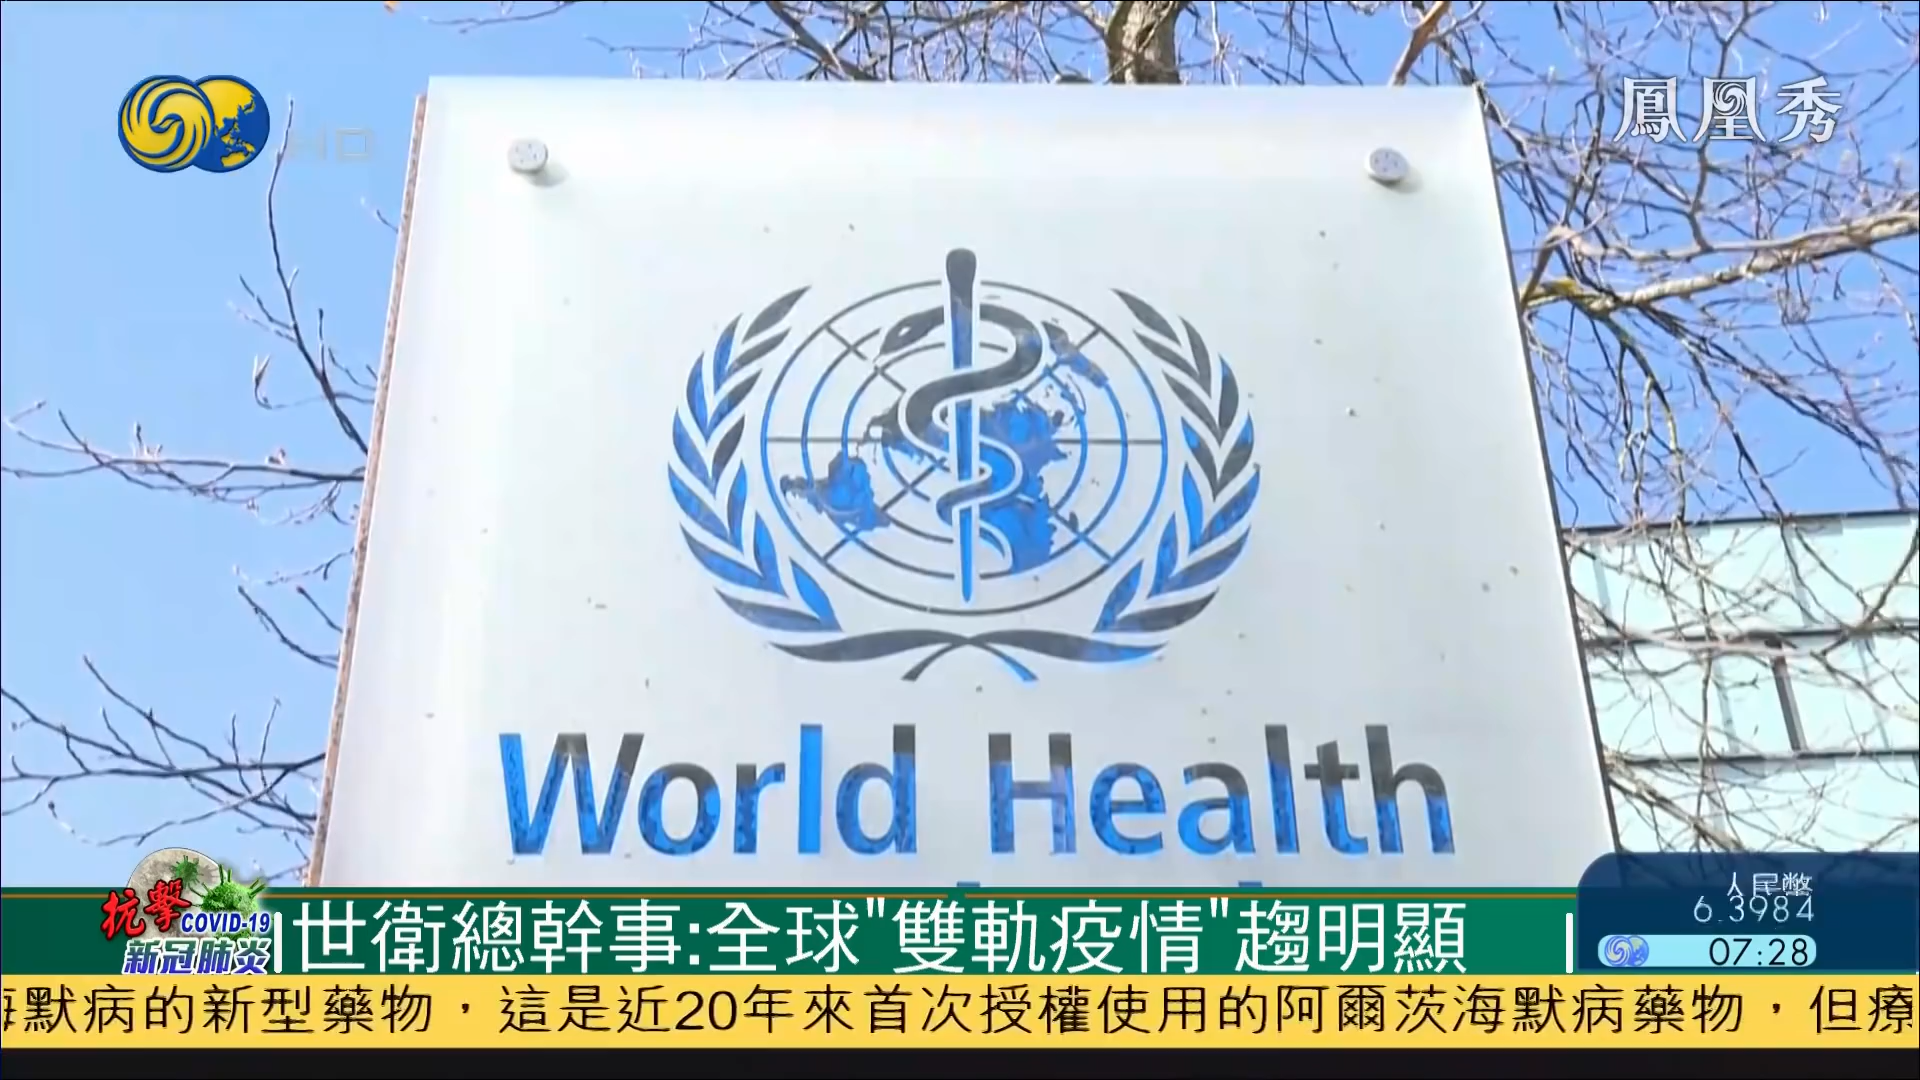 HD
鳳凰秀
World Health
抗擊
COVID-19
新冠肺炎
世衛總幹事:全球"雙軌疫情"趨明顯
人民幣
6.3984
07:28
海默病的新型藥物，這是近20年來首次授權使用的阿爾茨海默病藥物，但療